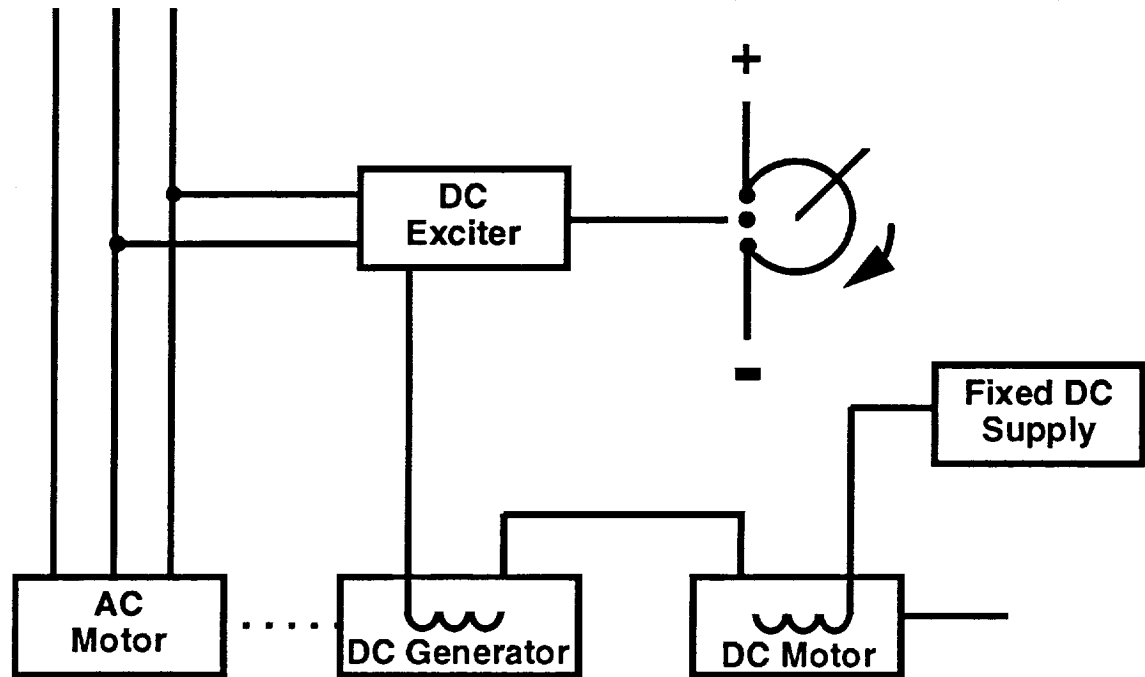 +
DC
Exciter
-
Fixed DC
Supply
AC
Motor
DC Generator
DC Motor